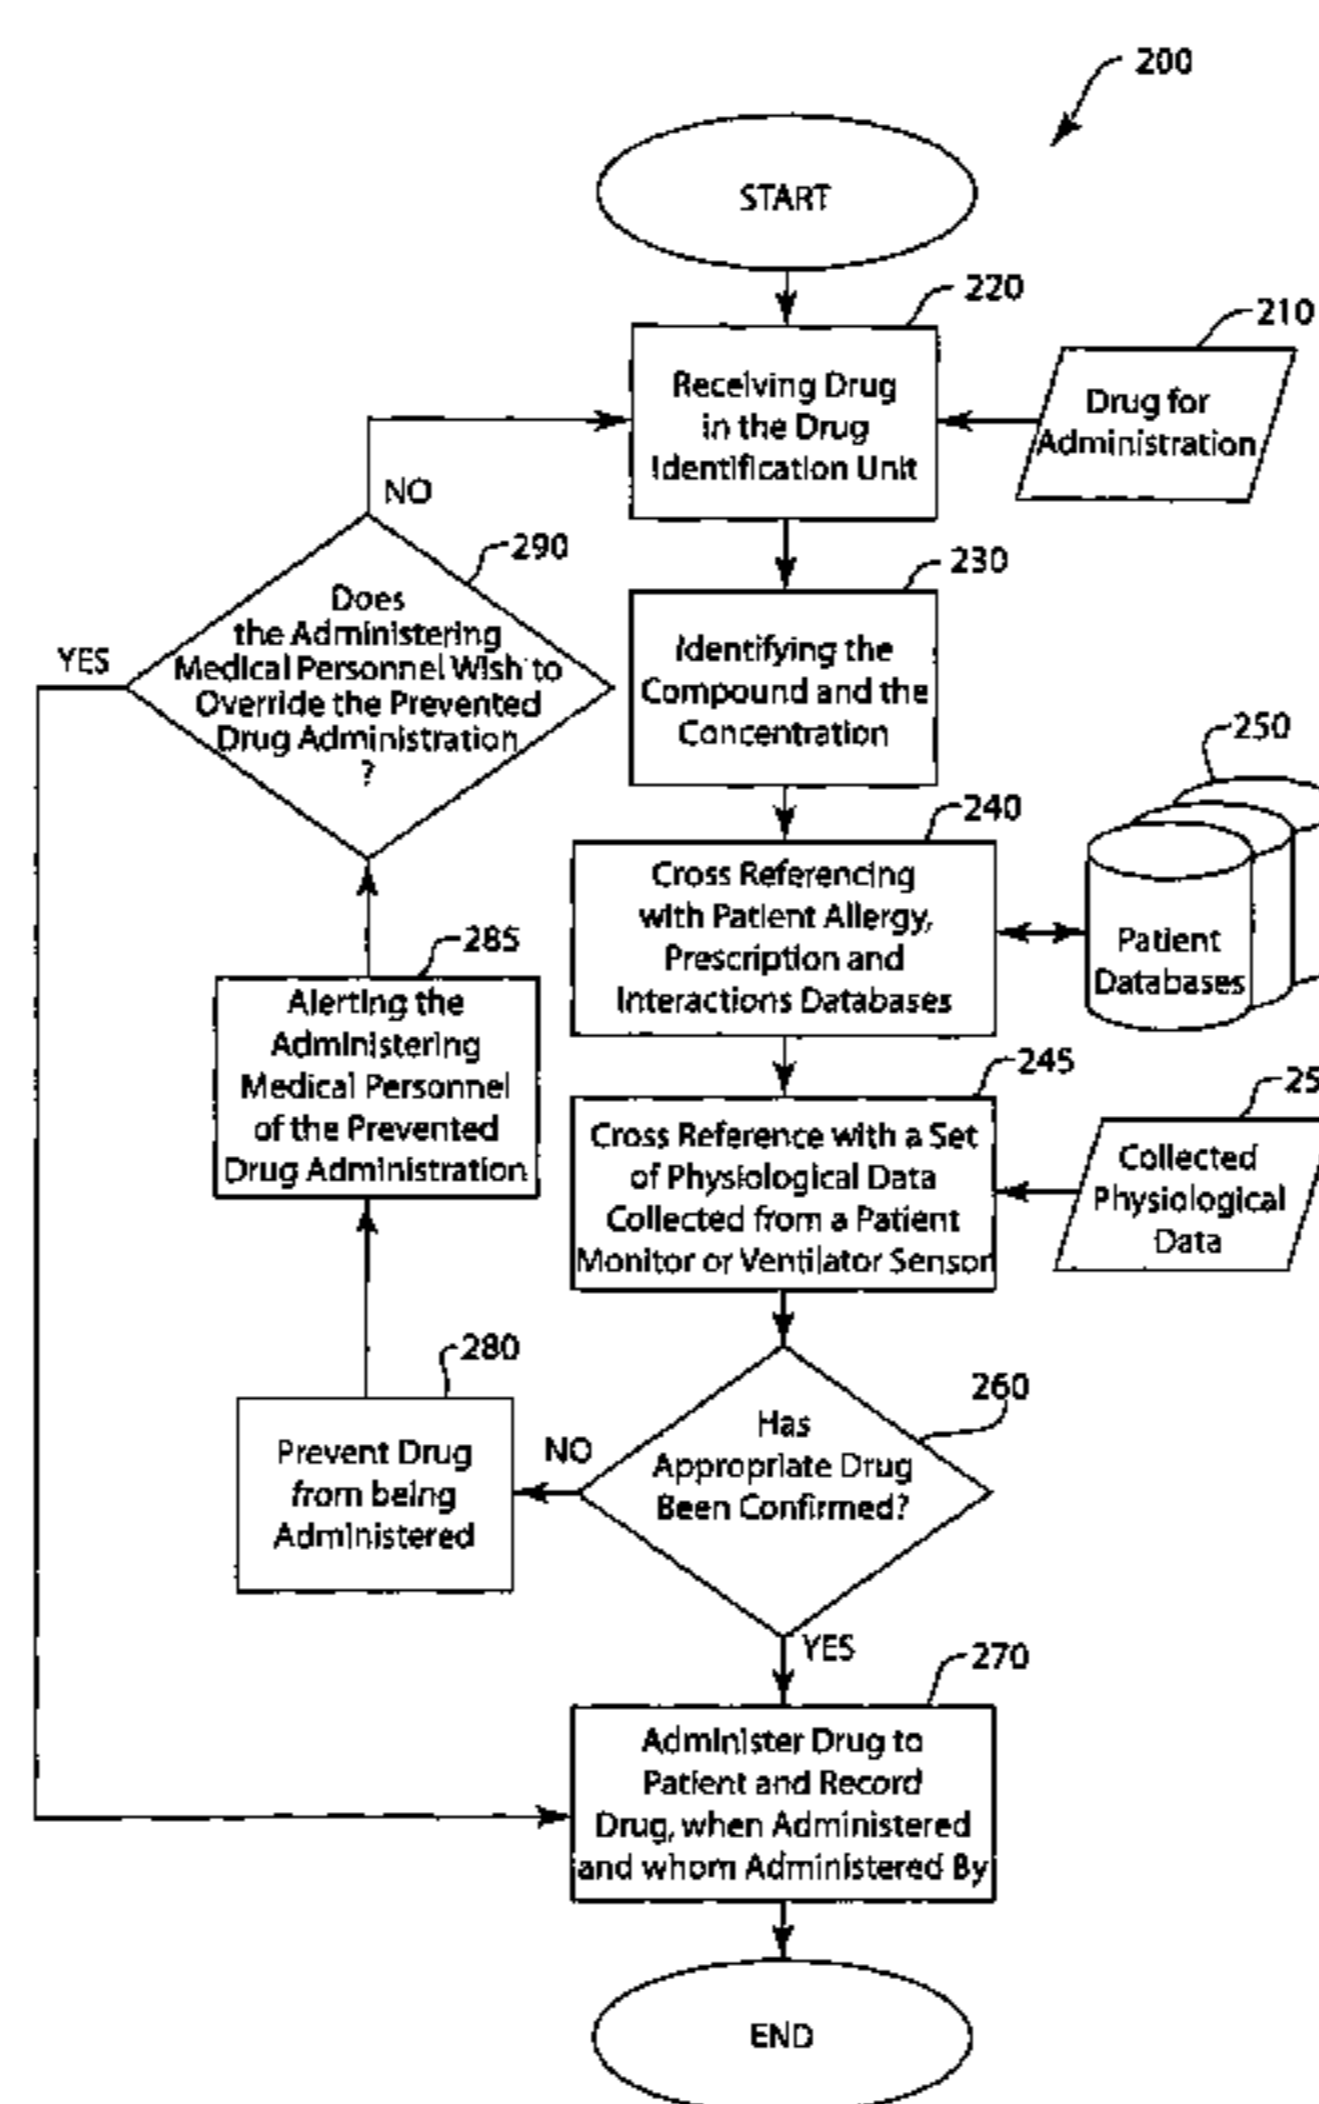 200
START
220
210
Receiving Drug
in the Drug
Identification Unit
Drug for
Administration
NO
290
230
Does
the Administering
Medical Personnel Wish to
Override the Prevented
Drug Administration
?
YES
Identifying the
Compound and the
Concentration
250
240
Cross Referencing
with Patient Allergy,
Prescription and
Interactions Databases
Patient
Databases
285
Alerting the
Administering
Medical Personnel
of the Prevented
Drug Administration
245
25
Cross Reference with a Set
of Physiological Data
Collected from a Patient
Monitor or Ventilator Sensor
Collected
Physiological
Data
280
260
Prevent Drug
from being
Administered
NO
Has
Appropriate Drug
Been Confirmed?
YES
270
Administer Drug to
Patient and Record
Drug, when Administered
and whom Administered By
END